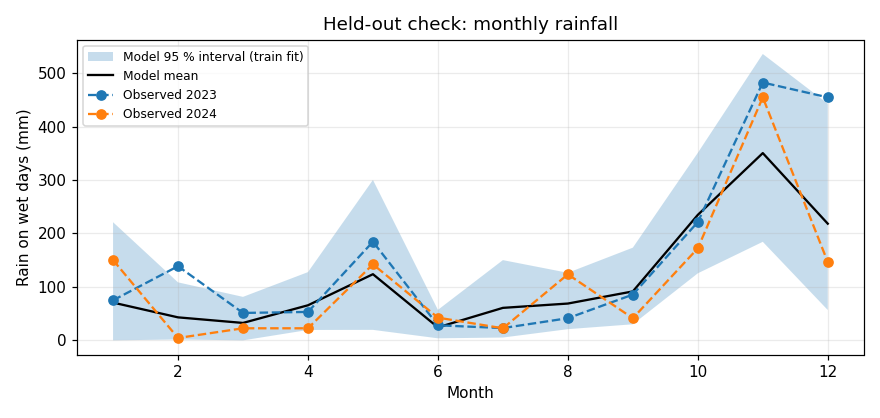 Held-out check: monthly rainfall
Model 95 % interval (train fit)
Model mean
Observed 2023
Observed 2024
Rain on wet days (mm)
500
400
300
200
100
0
2 4 6 8 10 12
Month